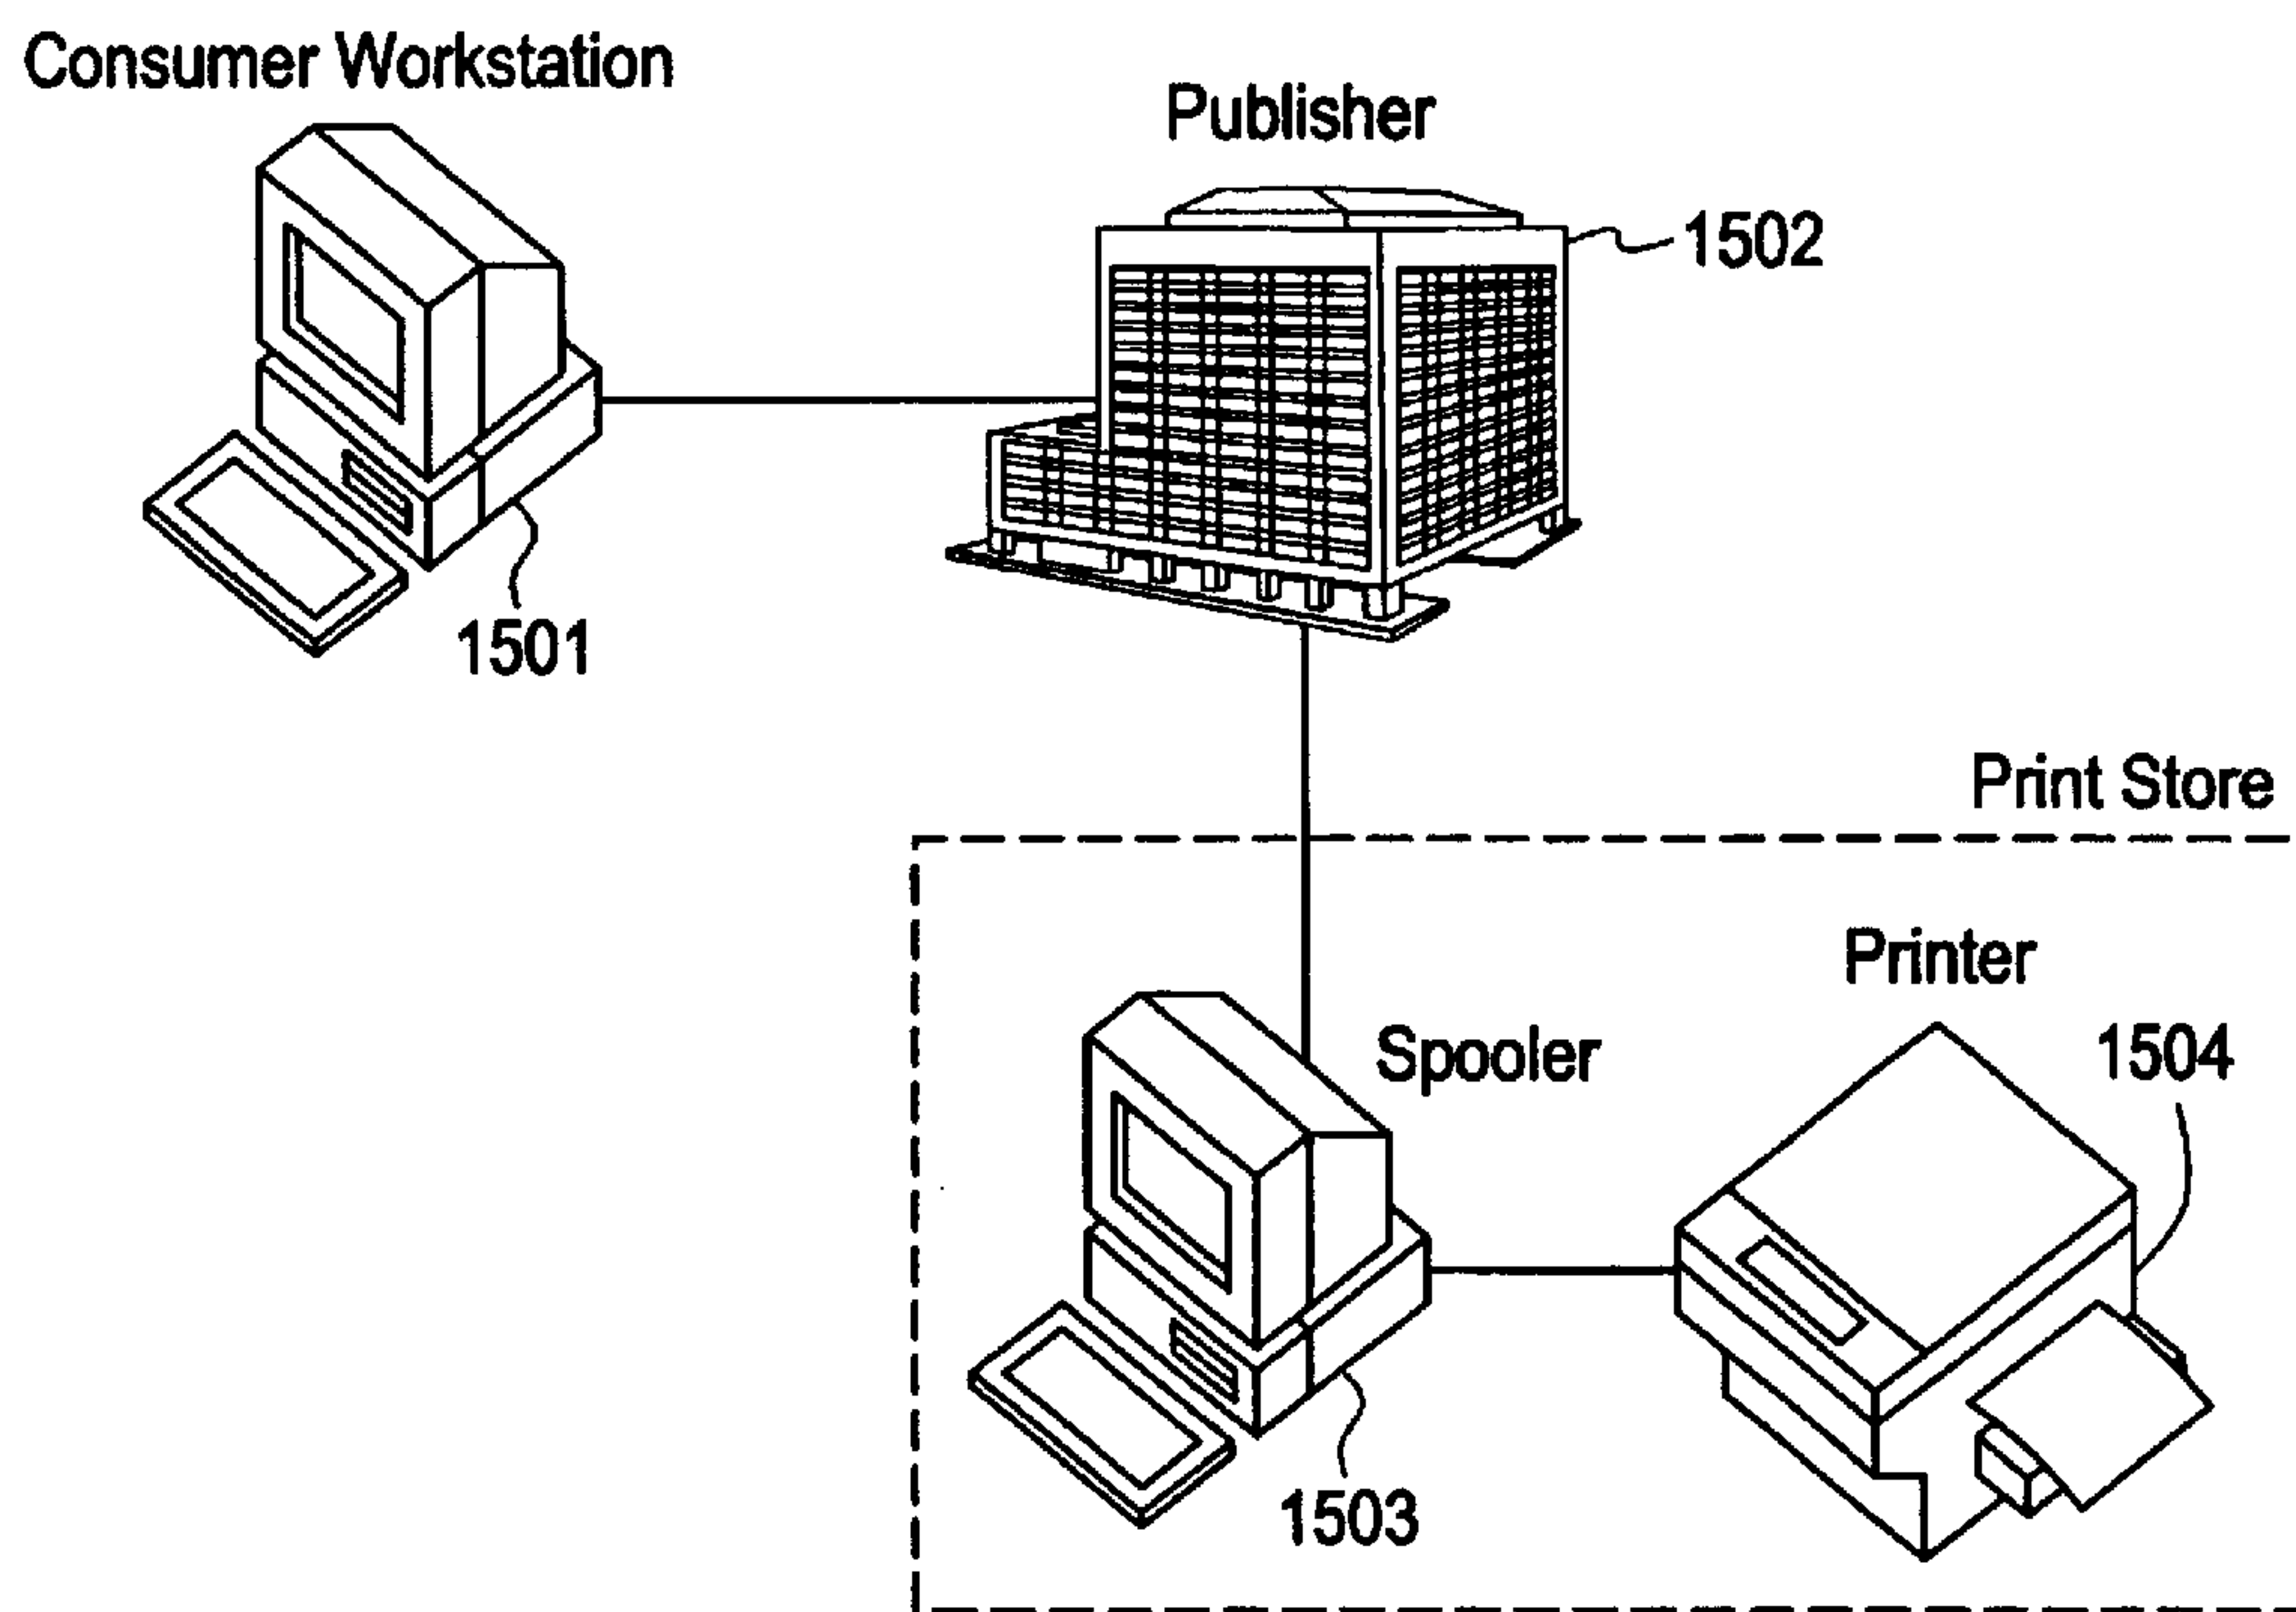 Consumer Workstation
Publisher
1502
1501
Print Store
Printer
Spooler
1504
1503